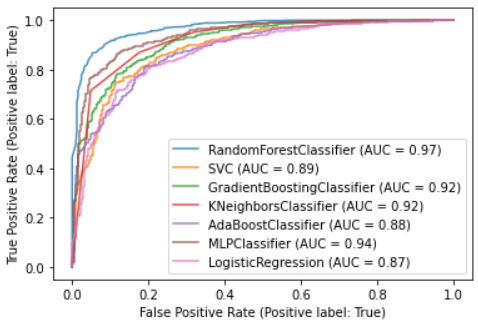 1.0
0.8
0.6
0.4
0.2
0.0
True Positive Rate (Positive label: True)
RandomForestClassifier (AUC = 0.97)
SVC (AUC = 0.89)
GradientBoostingClassifier (AUC = 0.92)
KNeighborsClassifier (AUC = 0.92)
AdaBoostClassifier (AUC = 0.88)
MLPClassifier (AUC = 0.94)
LogisticRegression (AUC = 0.87)
0.0 0.2 0.4 0.6 0.8 1.0
False Positive Rate (Positive label: True)